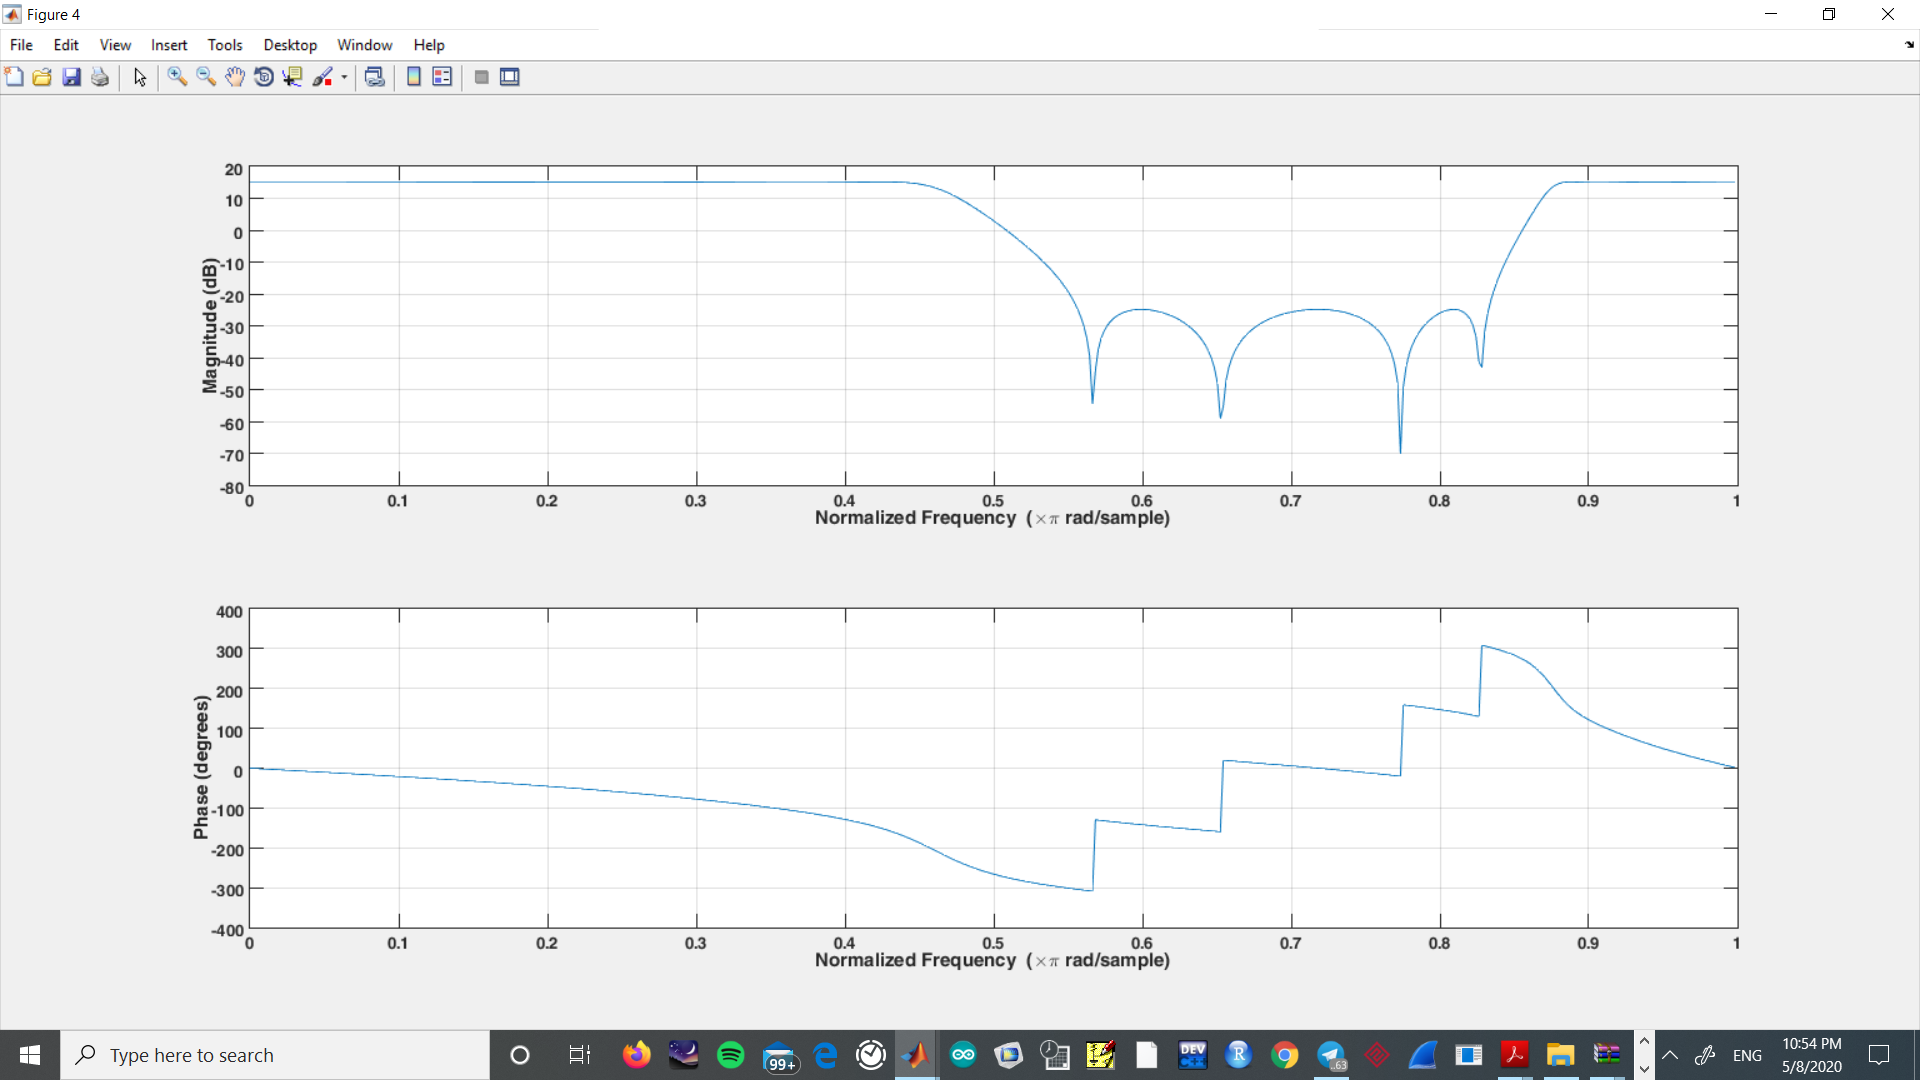 Figure 4
File Edit View Insert Tools Desktop Window Help
20
10
0
-10
-20
-30
-40
-50
-60
-70
-80
Magnitude (dB)
0 0.1 0.2 0.3 0.4 0.5 0.6 0.7 0.8 0.9 1
Normalized Frequency (×π rad/sample)
400
300
200
100
0
-100
-200
-300
-400
Phase (degrees)
0 0.1 0.2 0.3 0.4 0.5 0.6 0.7 0.8 0.9 1
Normalized Frequency (×π rad/sample)
Type here to search
99+
DEV
C++
R
..63
ENG
10:54 PM
5/8/2020